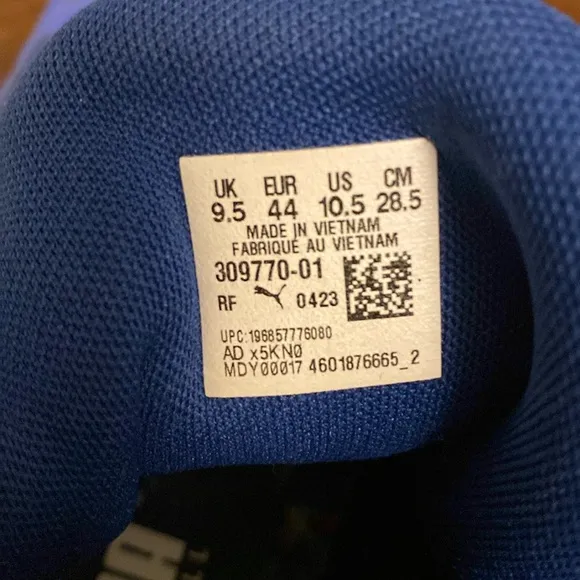 UK EUR US CM
9.5 44 10.5 28.5
MADE IN VIETNAM
FABRIQUÉ AU VIETNAM
309770-01
RF 0423
UPC:196857776080
AD x5KN0
MDY00017 4601876665_2